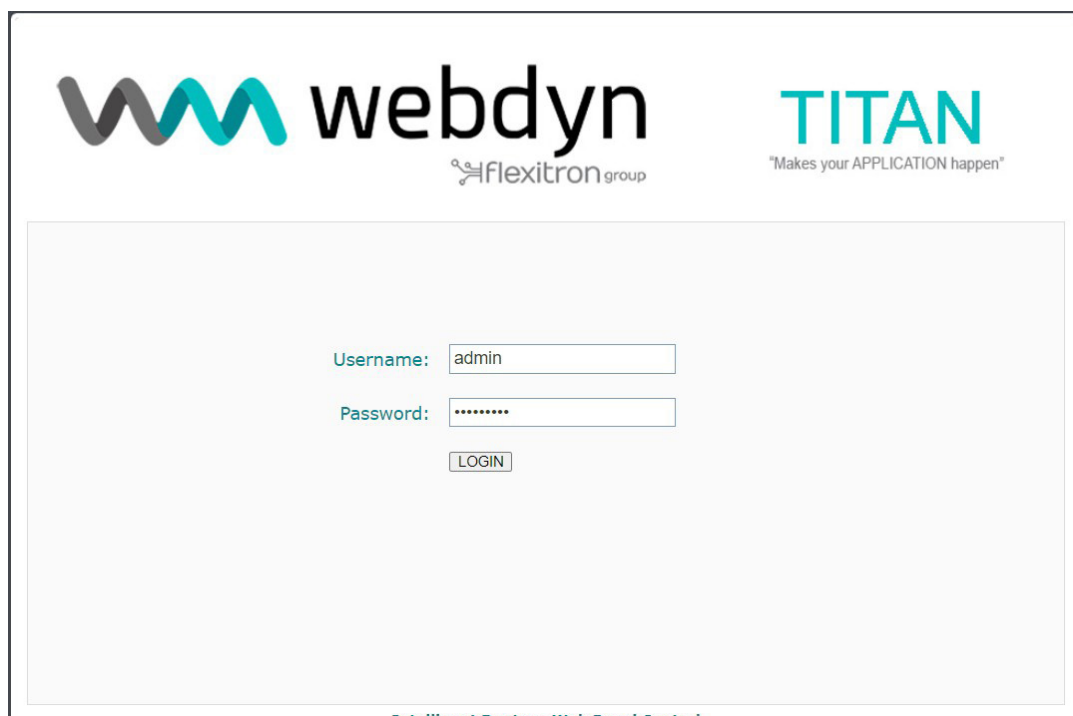 webdyn
flexitron group
TITAN
"Makes your APPLICATION happen"
Username: admin
Password: •••••••••
LOGIN